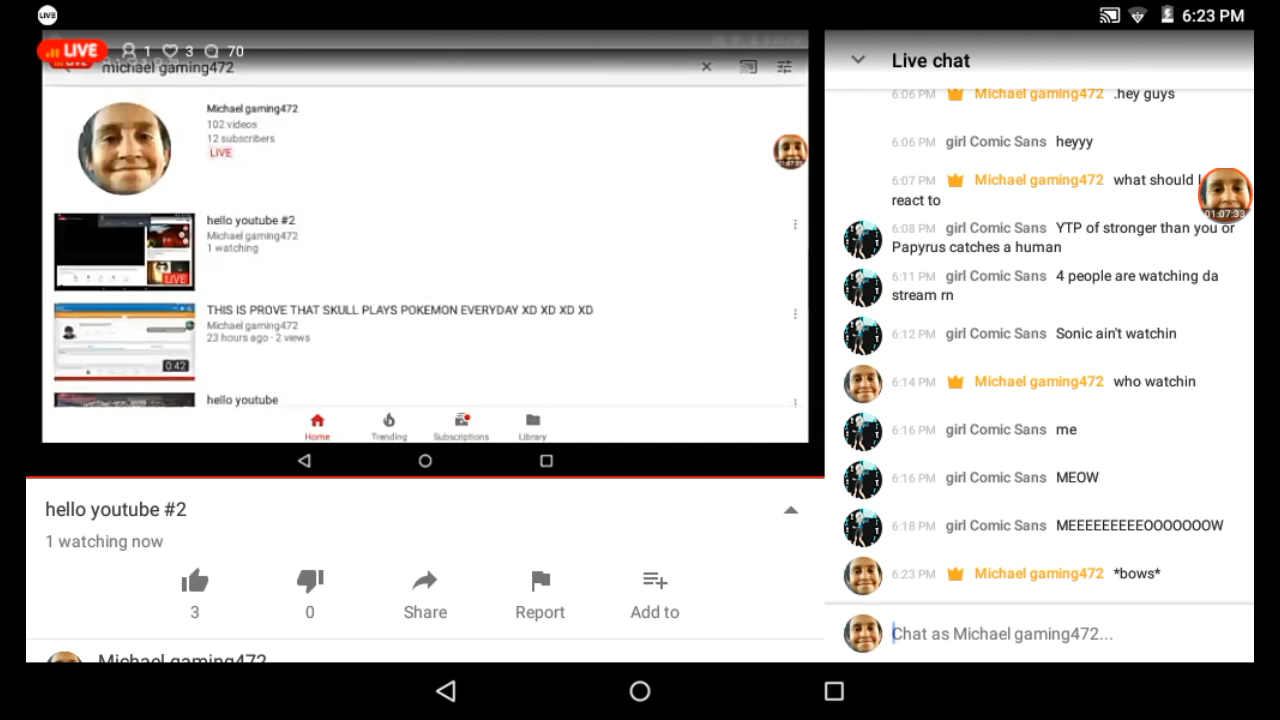 LIVE
6:23 PM
LIVE 1 3 70
michael gaming472
Michael gaming472
102 videos
12 subscribers
LIVE
hello youtube #2
Michael gaming472
1 watching
LIVE
THIS IS PROVE THAT SKULL PLAYS POKEMON EVERYDAY XD XD XD XD
Michael gaming472
23 hours ago · 2 views
0:42
hello youtube
Home Trending Subscriptions Library
hello youtube #2
1 watching now
3 0 Share Report Add to
Michael gaming472
Live chat
6:06 PM Michael gaming472 .hey guys
6:06 PM girl Comic Sans heyyy
6:07 PM Michael gaming472 what should I
react to
01:07:33
6:08 PM girl Comic Sans YTP of stronger than you or
Papyrus catches a human
6:11 PM girl Comic Sans 4 people are watching da
stream rn
6:12 PM girl Comic Sans Sonic ain't watchin
6:14 PM Michael gaming472 who watchin
6:16 PM girl Comic Sans me
6:16 PM girl Comic Sans MEOW
6:18 PM girl Comic Sans MEEEEEEEEEOOOOOOOW
6:23 PM Michael gaming472 *bows*
Chat as Michael gaming472...